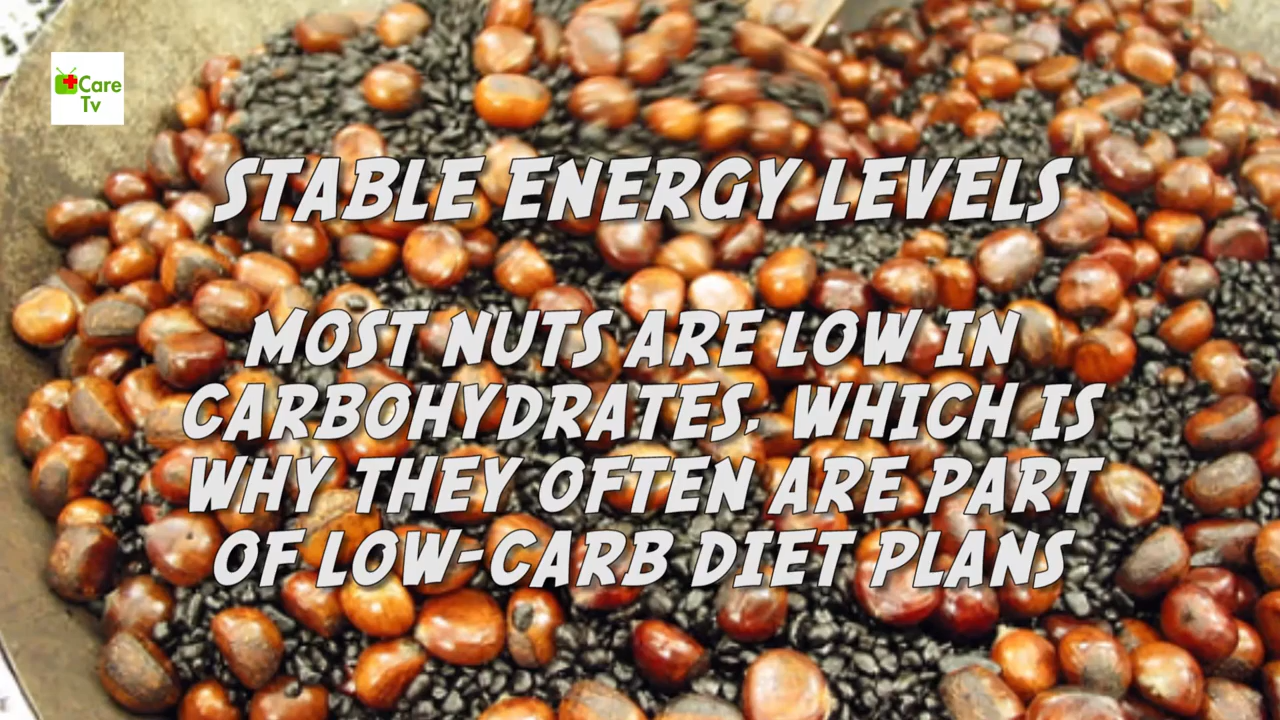 Care
Tv
STABLE ENERGY LEVELS
MOST NUTS ARE LOW IN
CARBOHYDRATES, WHICH IS
WHY THEY OFTEN ARE PART
OF LOW-CARB DIET PLANS